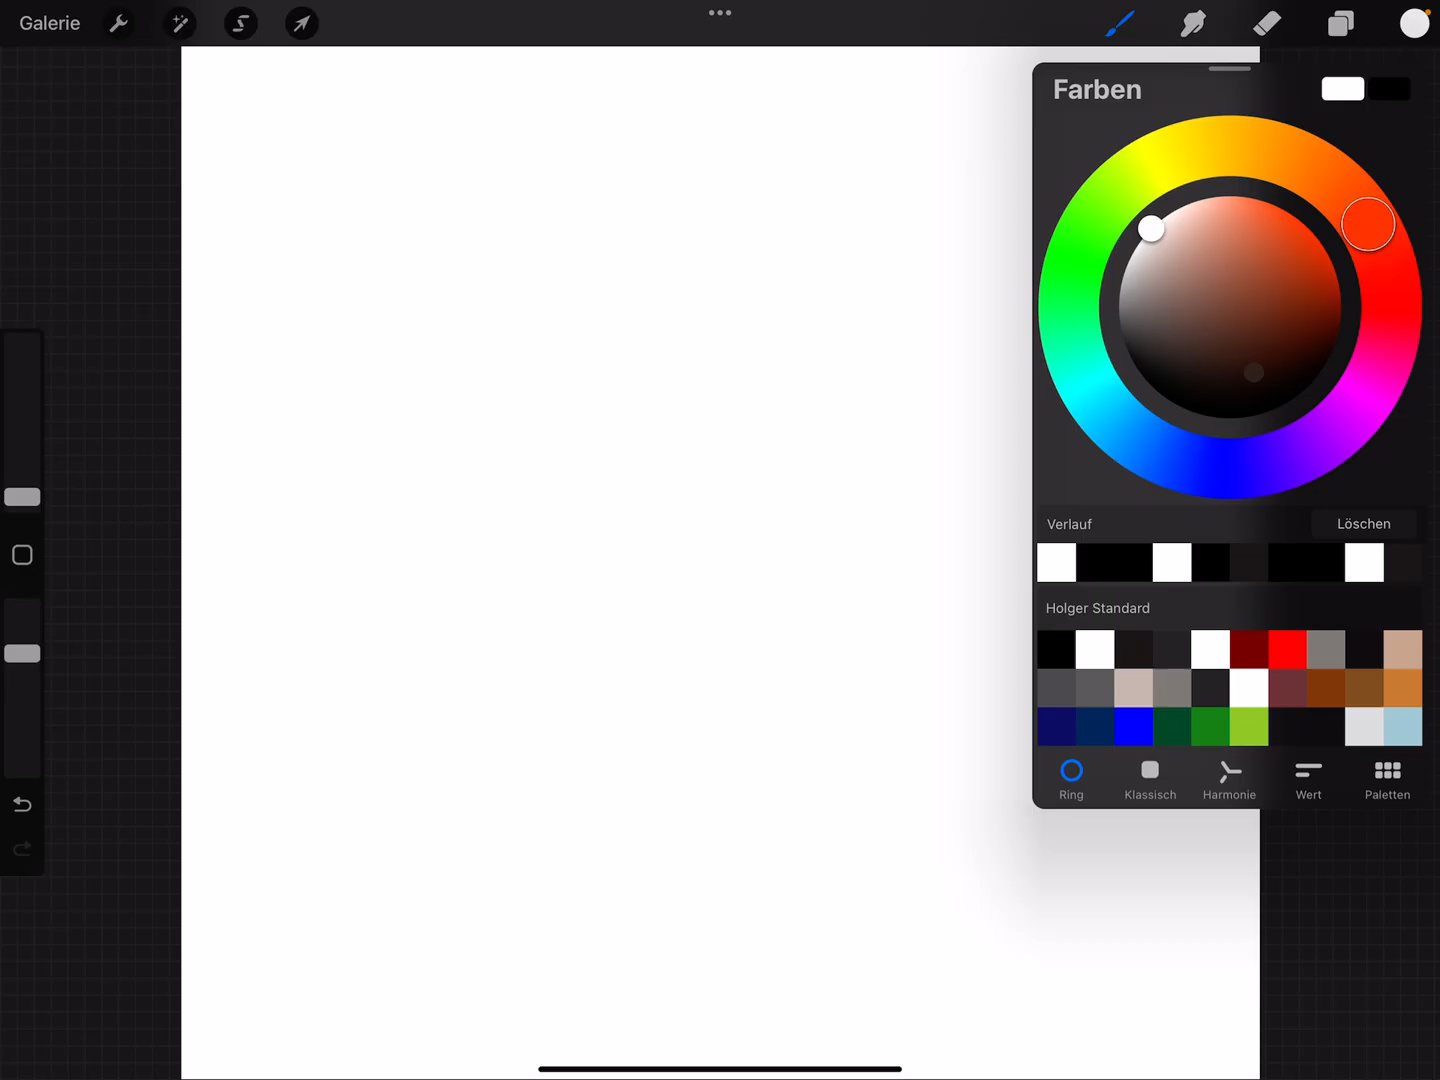 Galerie
Farben
Verlauf
Löschen
Holger Standard
Ring
Klassisch
Harmonie
Wert
Paletten